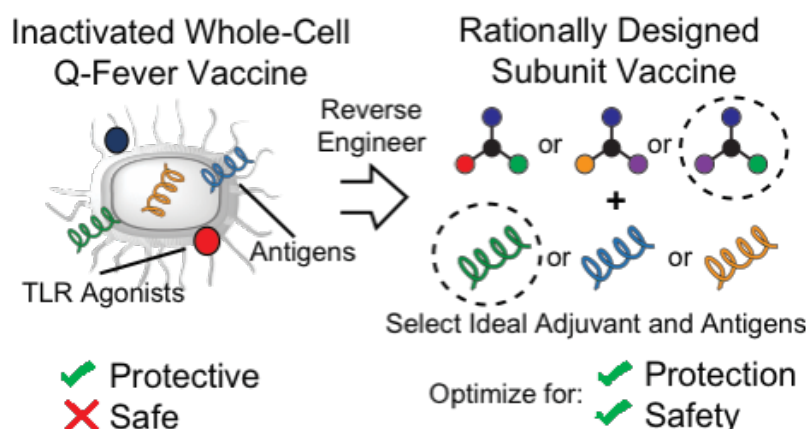 Inactivated Whole-Cell
Q-Fever Vaccine
Antigens
TLR Agonists
Protective
Safe
Reverse
Engineer
Rationally Designed
Subunit Vaccine
or
or
+
or
or
Select Ideal Adjuvant and Antigens
Optimize for:
Protection
Safety